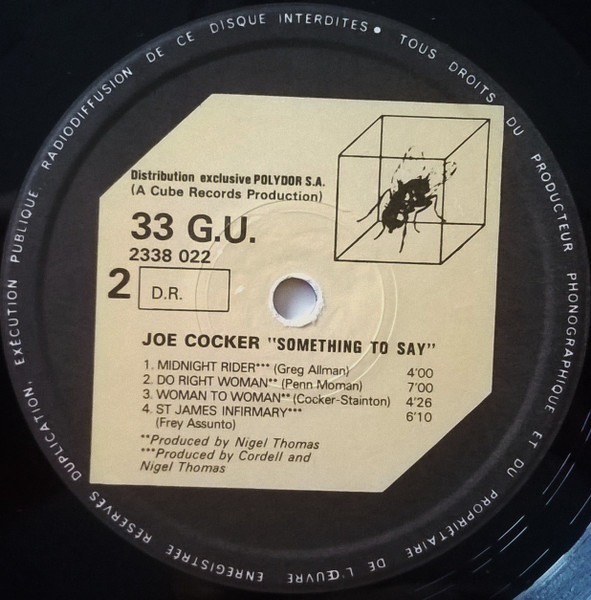 TOUS DROITS DU PRODUCTEUR PHONOGRAPHIQUE ET DU PROPRIÉTAIRE DE L'ŒUVRE ENREGISTRÉE RÉSERVÉS DUPLICATION, EXÉCUTION PUBLIQUE, RADIODIFFUSION DE CE DISQUE INTERDITES ●
Distribution exclusive POLYDOR S.A.
(A Cube Records Production)
33 G.U.
2338 022
2 D.R.
JOE COCKER "SOMETHING TO SAY"
1. MIDNIGHT RIDER*** (Greg Allman) 4'00
2. DO RIGHT WOMAN** (Penn Moman) 7'00
3. WOMAN TO WOMAN** (Cocker-Stainton) 4'26
4. ST JAMES INFIRMARY*** 6'10
(Frey Assunto)
**Produced by Nigel Thomas
***Produced by Cordell and
Nigel Thomas